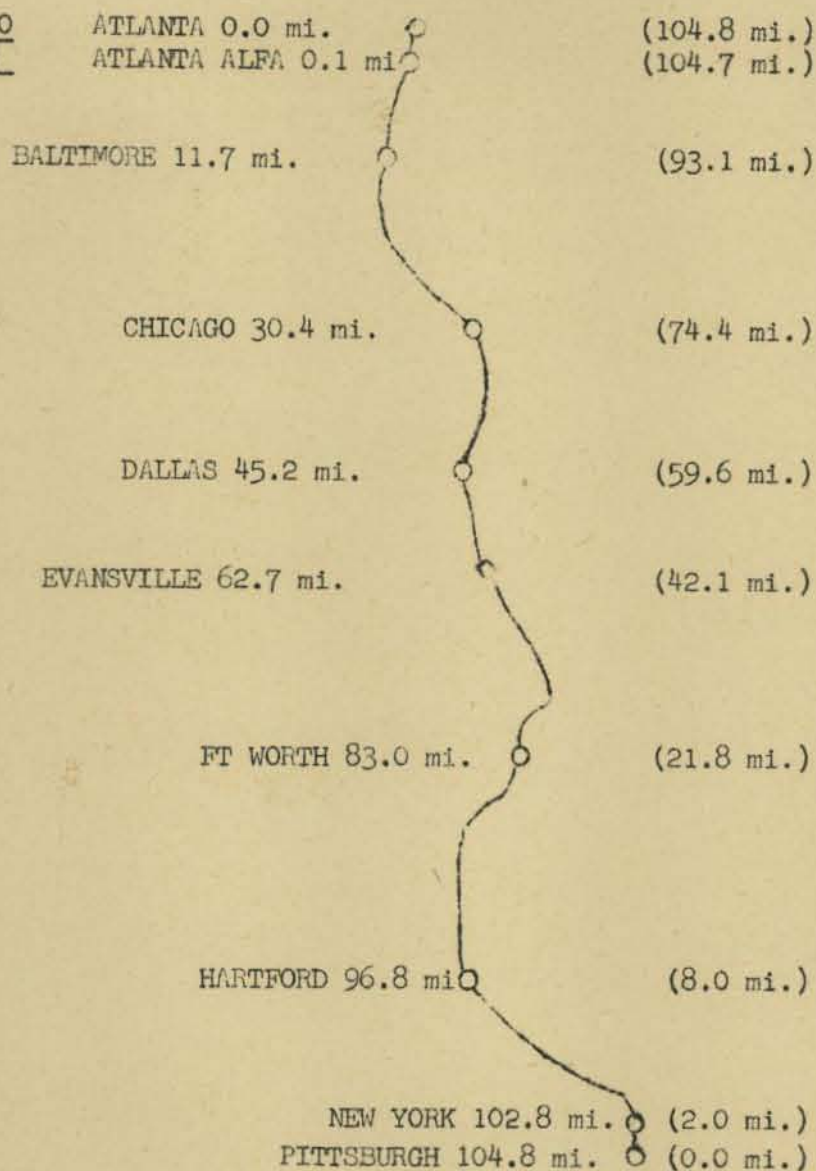 0 ATLANTA 0.0 mi. (104.8 mi.)
ATLANTA ALFA 0.1 mi (104.7 mi.)
BALTIMORE 11.7 mi. (93.1 mi.)
CHICAGO 30.4 mi. (74.4 mi.)
DALLAS 45.2 mi. (59.6 mi.)
EVANSVILLE 62.7 mi. (42.1 mi.)
FT WORTH 83.0 mi. (21.8 mi.)
HARTFORD 96.8 mi (8.0 mi.)
NEW YORK 102.8 mi. (2.0 mi.)
PITTSBURGH 104.8 mi. (0.0 mi.)